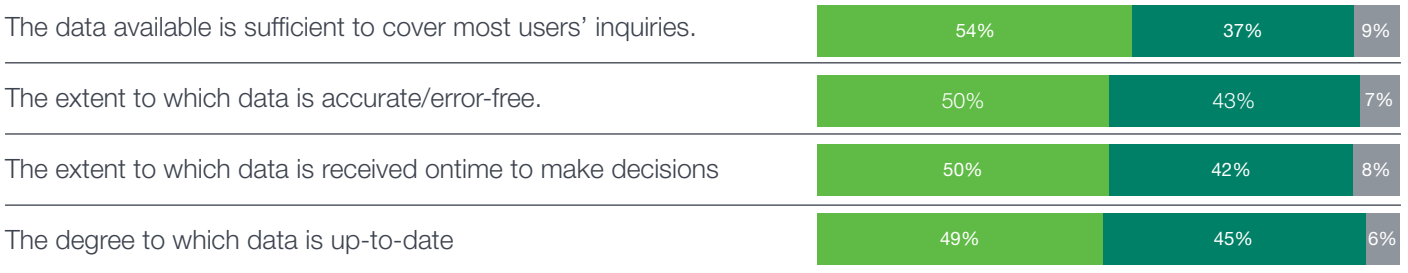 The data available is sufficient to cover most users’ inquiries. 54% 37% 9%
The extent to which data is accurate/error-free. 50% 43% 7%
The extent to which data is received ontime to make decisions 50% 42% 8%
The degree to which data is up-to-date 49% 45% 6%